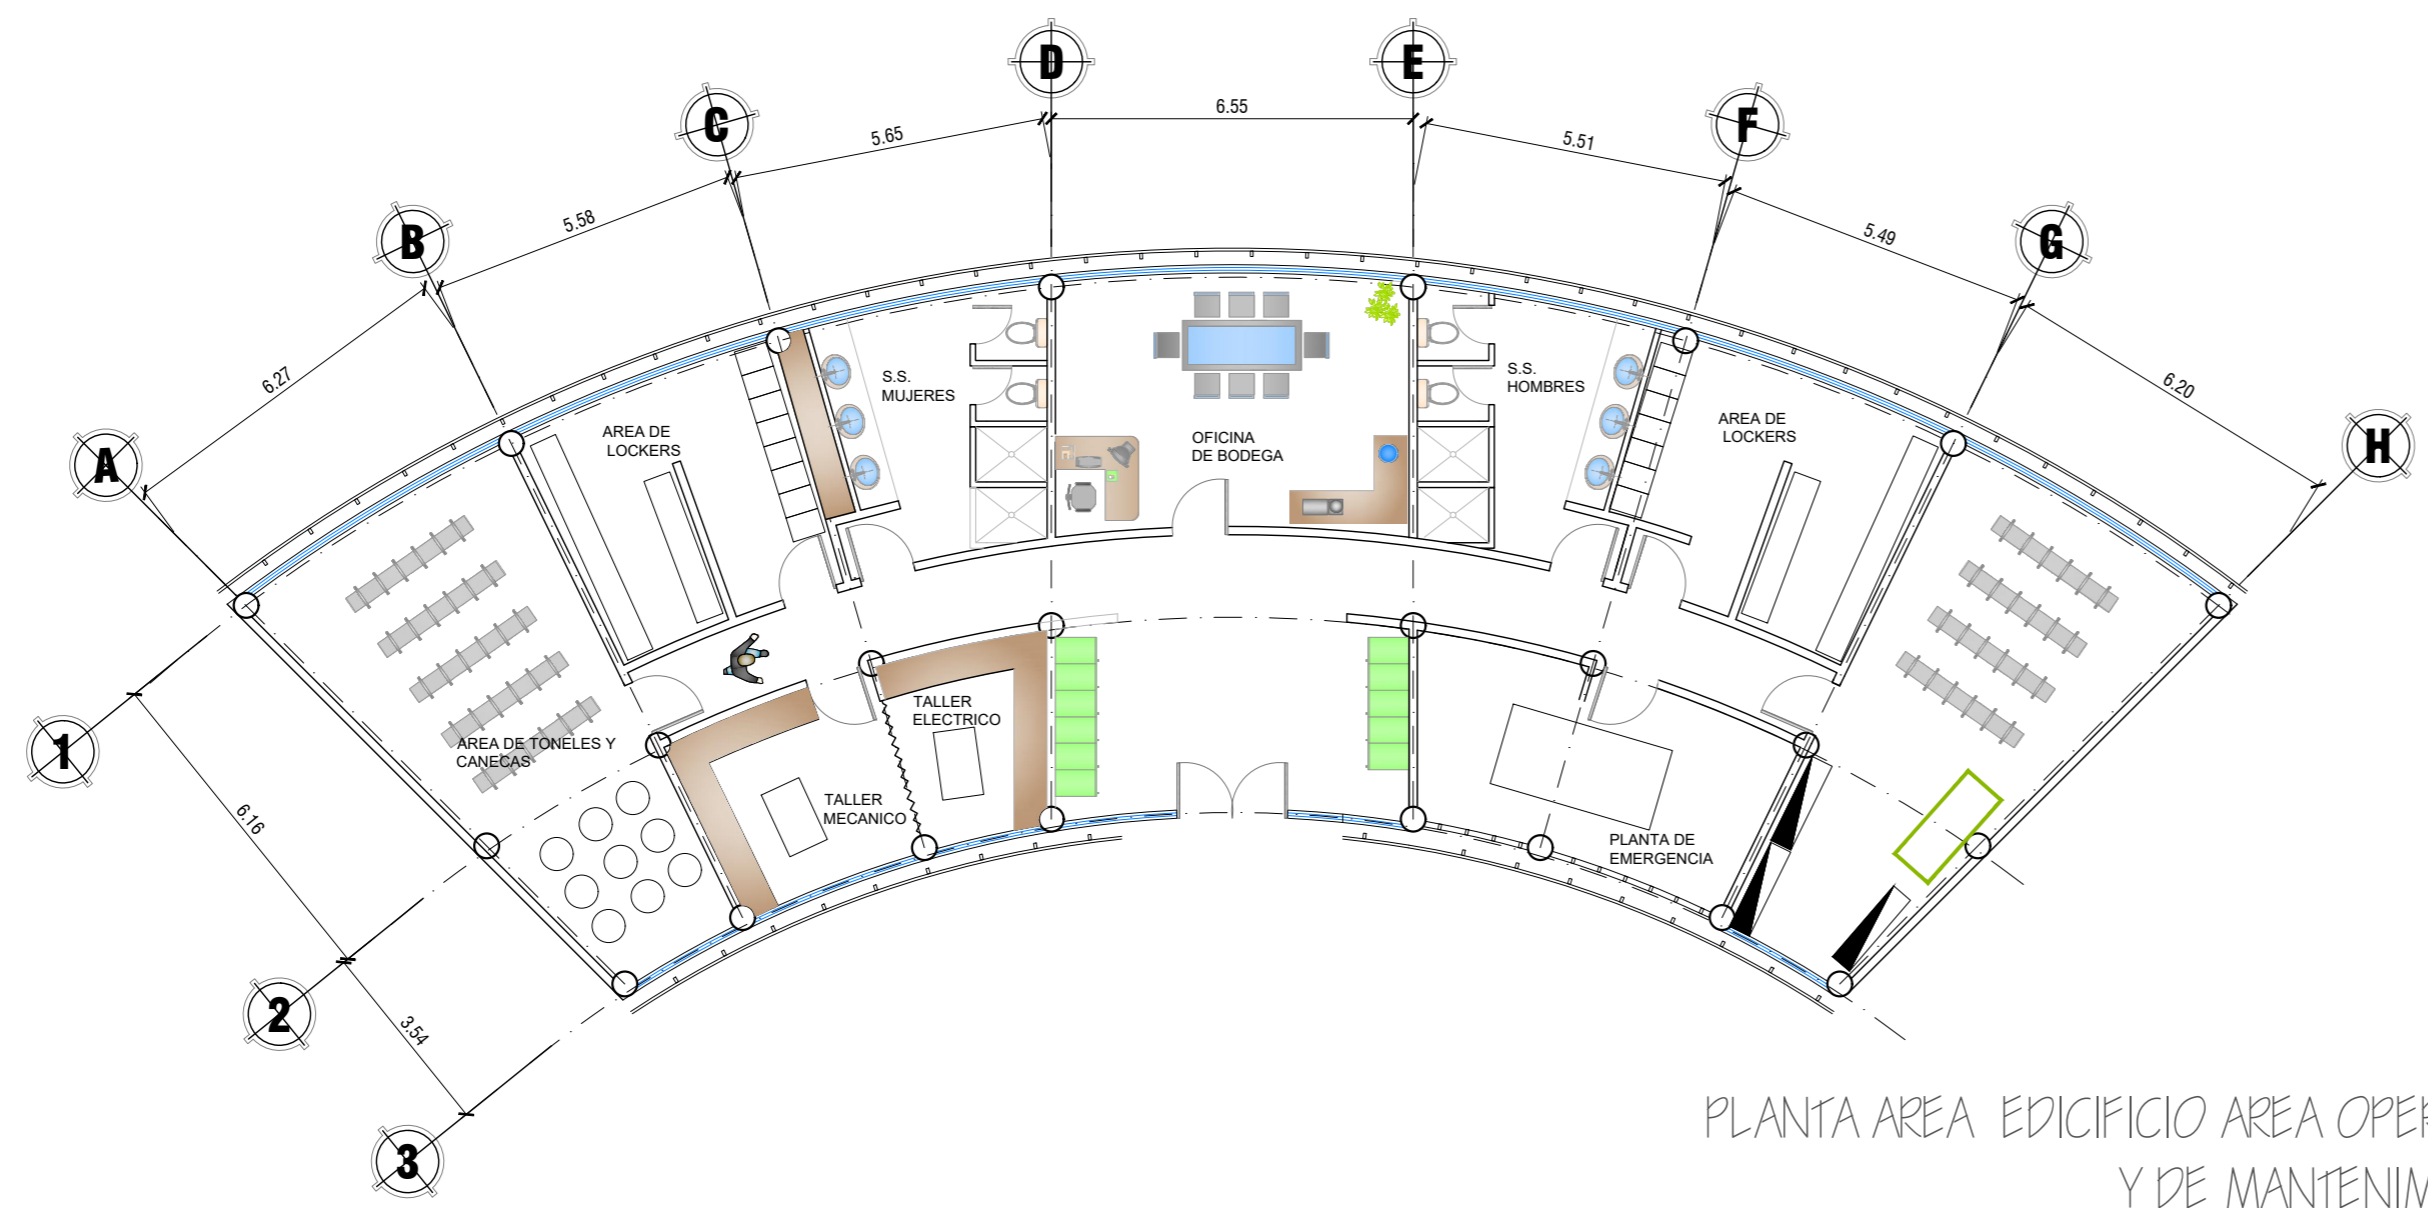 D
E
C
F
6.55
5.65
5.51
B
G
5.58
5.49
A
H
6.27
6.20
S.S.
MUJERES
S.S.
HOMBRES
AREA DE
LOCKERS
OFICINA
DE BODEGA
AREA DE
LOCKERS
TALLER
ELECTRICO
AREA DE TONELES Y
CANECAS
TALLER
MECANICO
PLANTA DE
EMERGENCIA
1
6.16
2
3.54
3
PLANTA AREA EDICIFICIO AREA OPER
Y DE MANTENIM